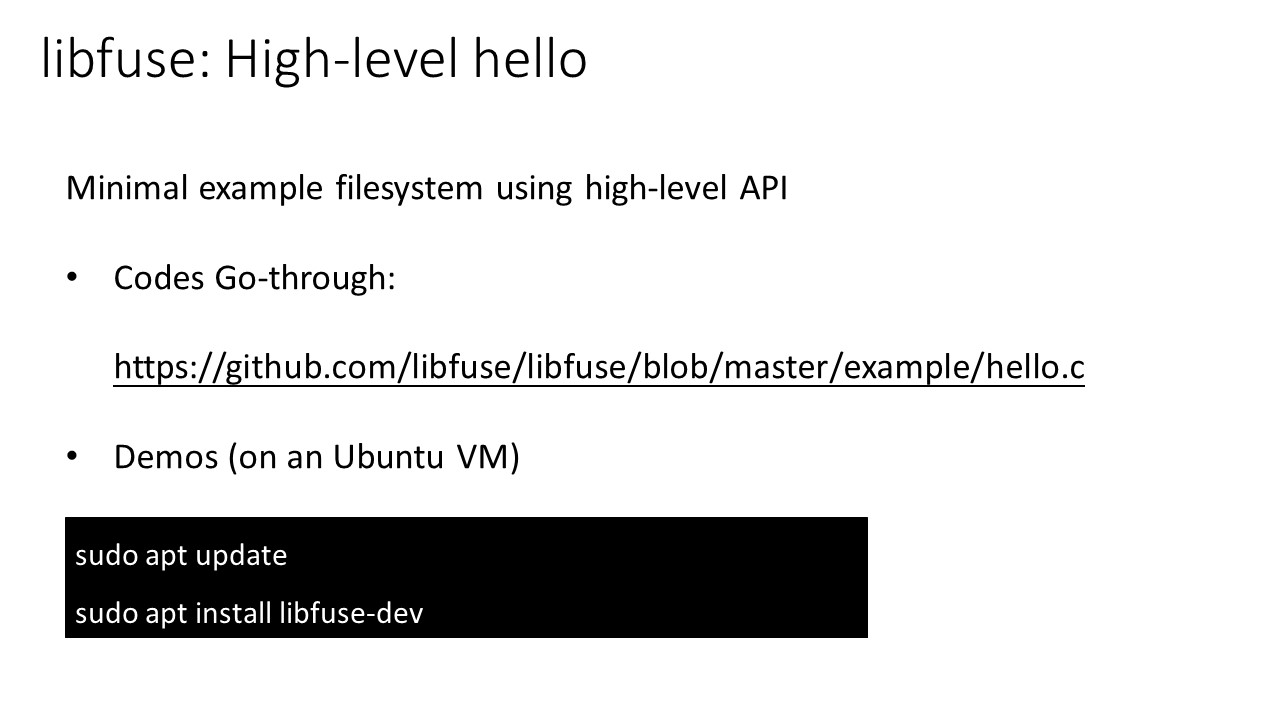 libfuse: High-level hello
Minimal example filesystem using high-level API
• Codes Go-through:
https://github.com/libfuse/libfuse/blob/master/example/hello.c
• Demos (on an Ubuntu VM)
sudo apt update
sudo apt install libfuse-dev